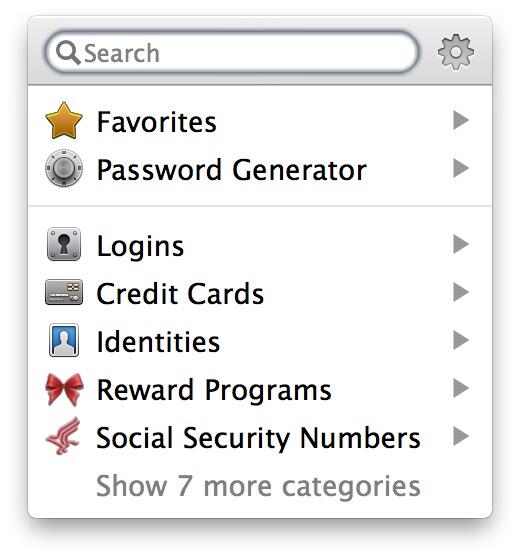 Search
Favorites
Password Generator
Logins
Credit Cards
Identities
Reward Programs
Social Security Numbers
Show 7 more categories